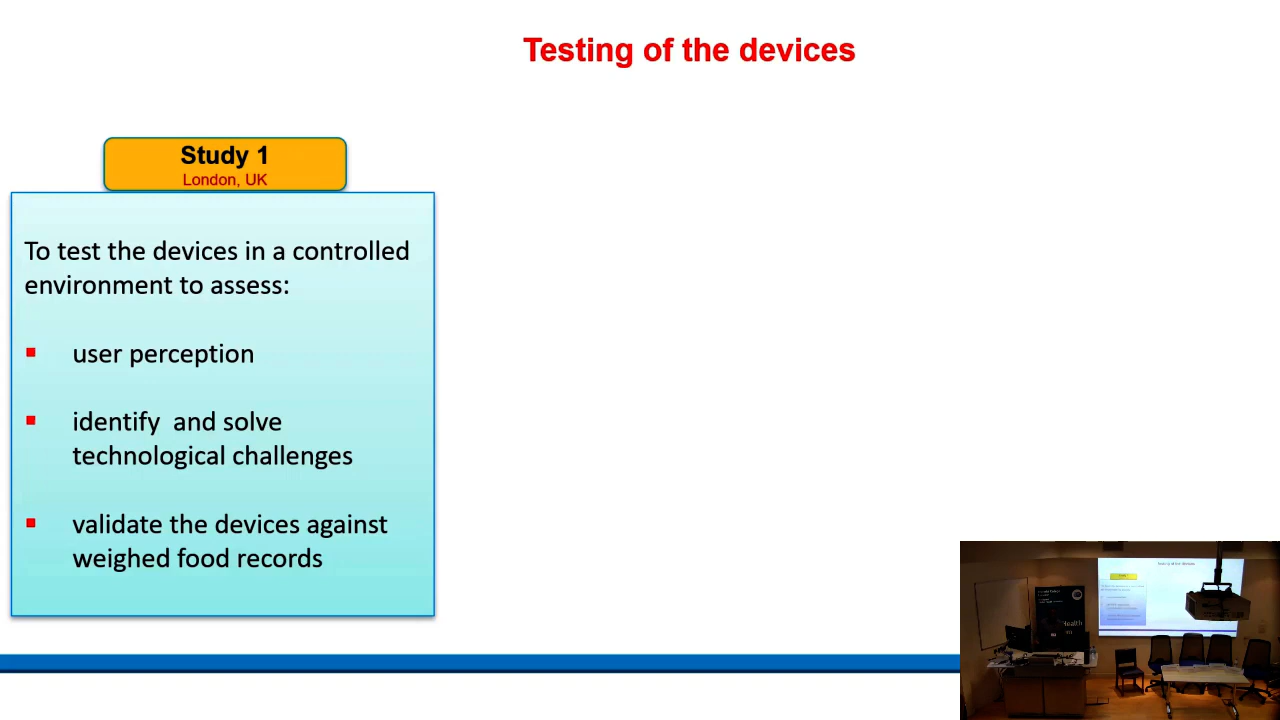 Testing of the devices
Study 1
London, UK
To test the devices in a controlled
environment to assess:
▪ user perception
▪ identify  and solve
technological challenges
▪ validate the devices against
weighed food records
Health